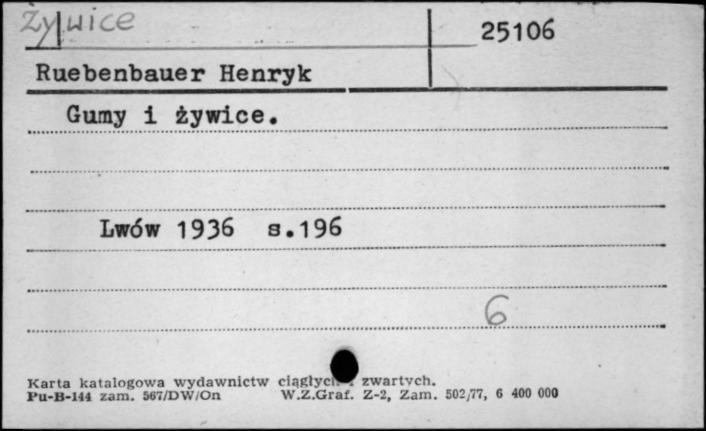 żywice
25106
Ruebenbauer Henryk
Gumy i żywice.
Lwów 1936 s.196
6
Karta katalogowa wydawnictw ciągłych i zwartych.
Pu-B-144 zam. 567/DW/On W.Z.Graf. Z-2, Zam. 502/77, 6 400 000